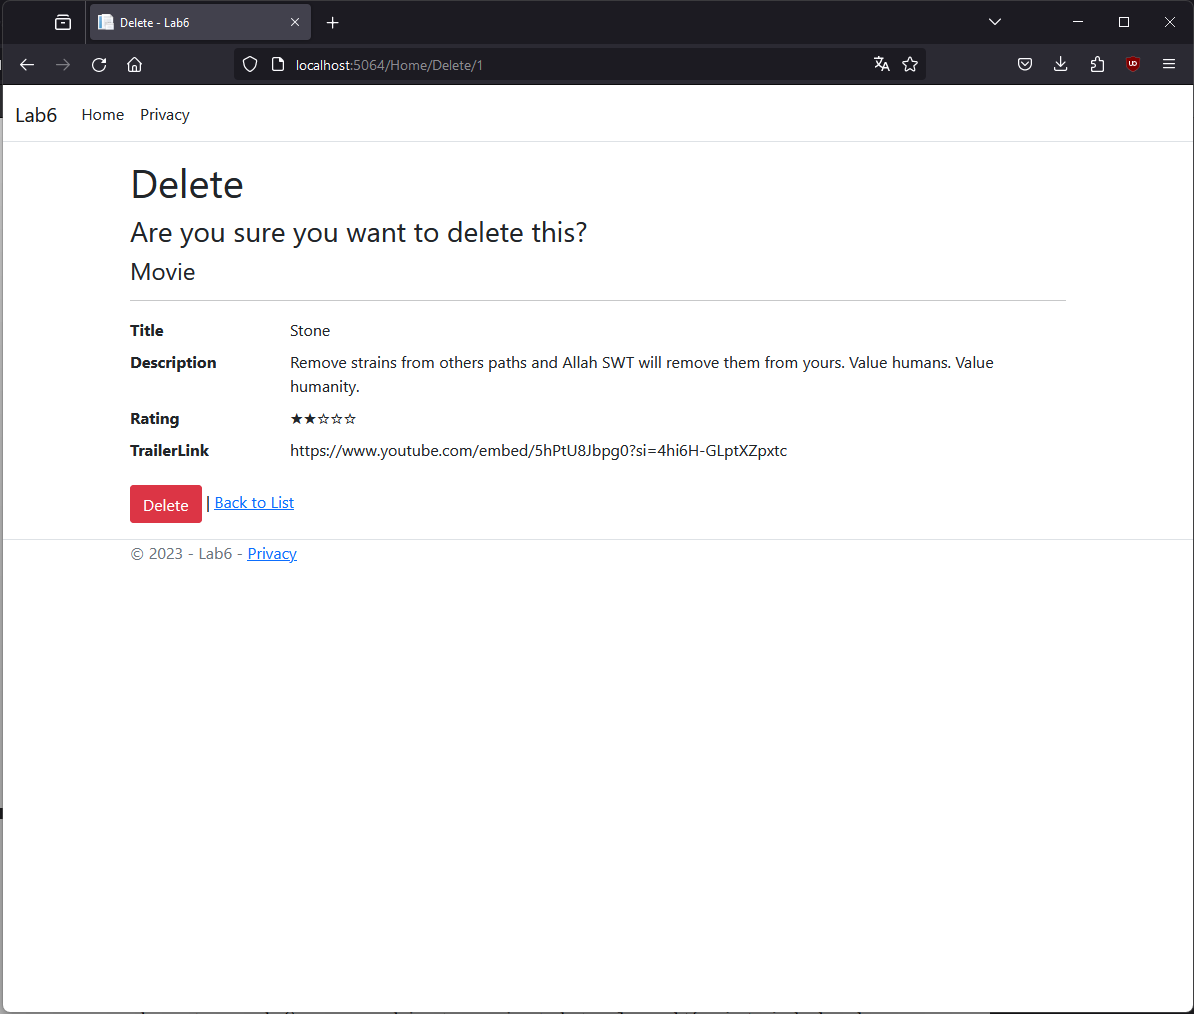 Delete - Lab6
localhost:5064/Home/Delete/1
Lab6 Home Privacy
Delete
Are you sure you want to delete this?
Movie
Title Stone
Description Remove strains from others paths and Allah SWT will remove them from yours. Value humans. Value
humanity.
Rating ★★☆☆☆
TrailerLink https://www.youtube.com/embed/5hPtU8Jbpg0?si=4hi6H-GLptXZpxtc
Delete | Back to List
© 2023 - Lab6 - Privacy